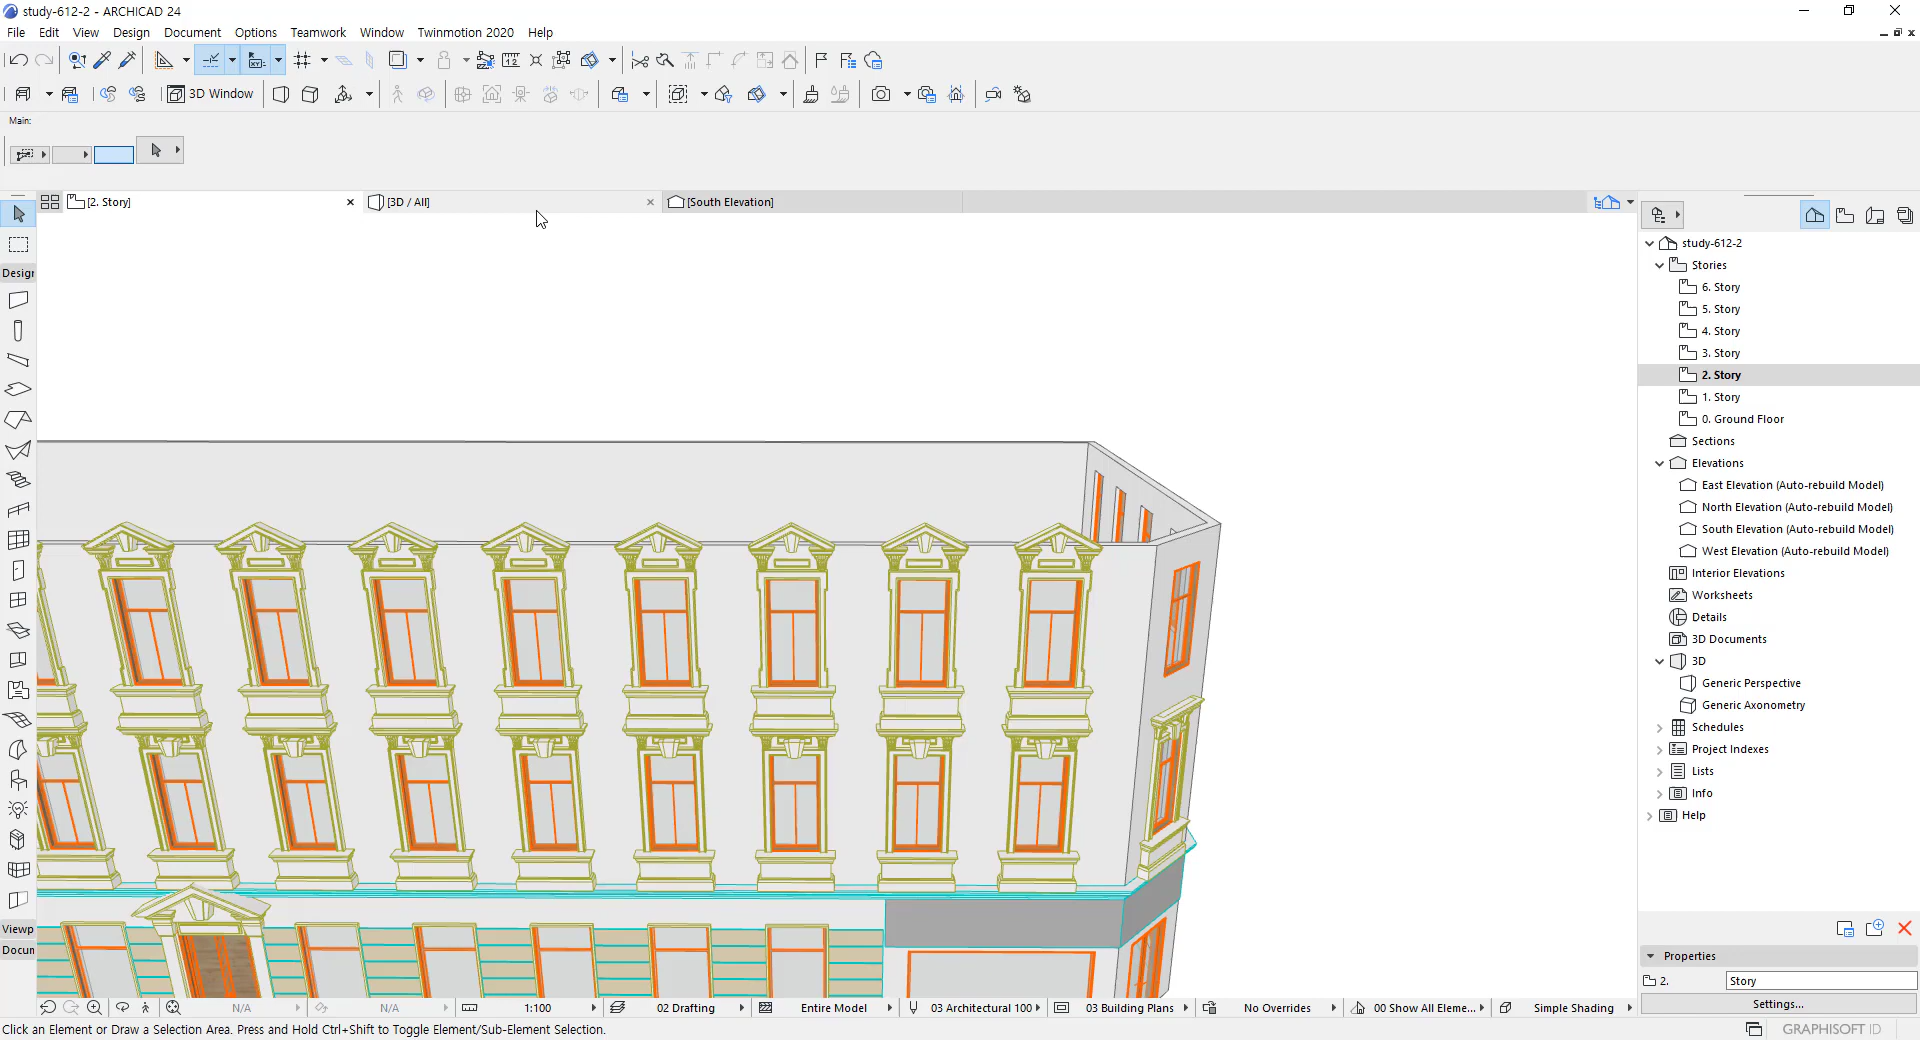 study-612-2 - ARCHICAD 24
File Edit View Design Document Options Teamwork Window Twinmotion 2020 Help
3D Window
Main:
[2. Story] [3D / All] [South Elevation]
Design
Viewp
Docum
study-612-2
Stories
6. Story
5. Story
4. Story
3. Story
2. Story
1. Story
0. Ground Floor
Sections
Elevations
East Elevation (Auto-rebuild Model)
North Elevation (Auto-rebuild Model)
South Elevation (Auto-rebuild Model)
West Elevation (Auto-rebuild Model)
Interior Elevations
Worksheets
Details
3D Documents
3D
Generic Perspective
Generic Axonometry
Schedules
Project Indexes
Lists
Info
Help
Properties
2. Story
Settings...
N/A N/A 1:100 02 Drafting Entire Model 03 Architectural 100 03 Building Plans No Overrides 00 Show All Eleme... Simple Shading
Click an Element or Draw a Selection Area. Press and Hold Ctrl+Shift to Toggle Element/Sub-Element Selection.
GRAPHISOFT ID